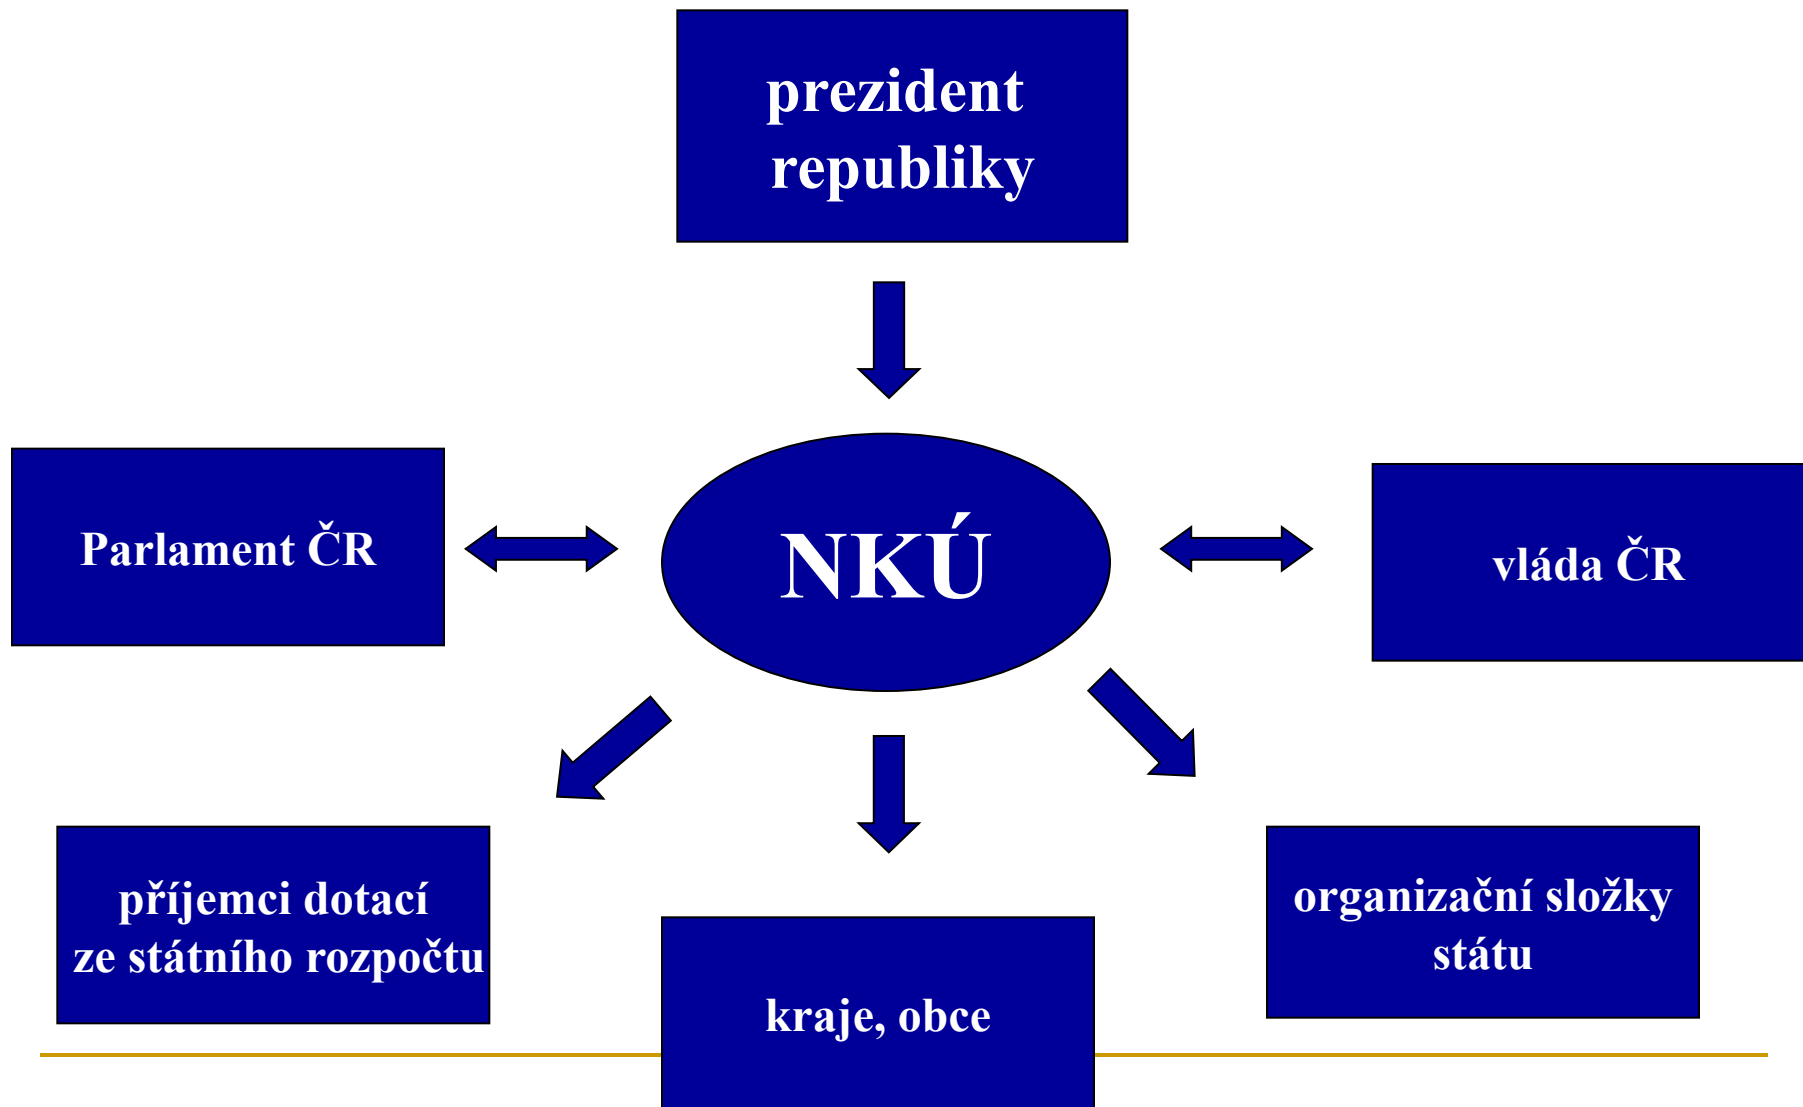 prezident
republiky
Parlament ČR
NKÚ
vláda ČR
příjemci dotací
ze státního rozpočtu
kraje, obce
organizační složky
státu